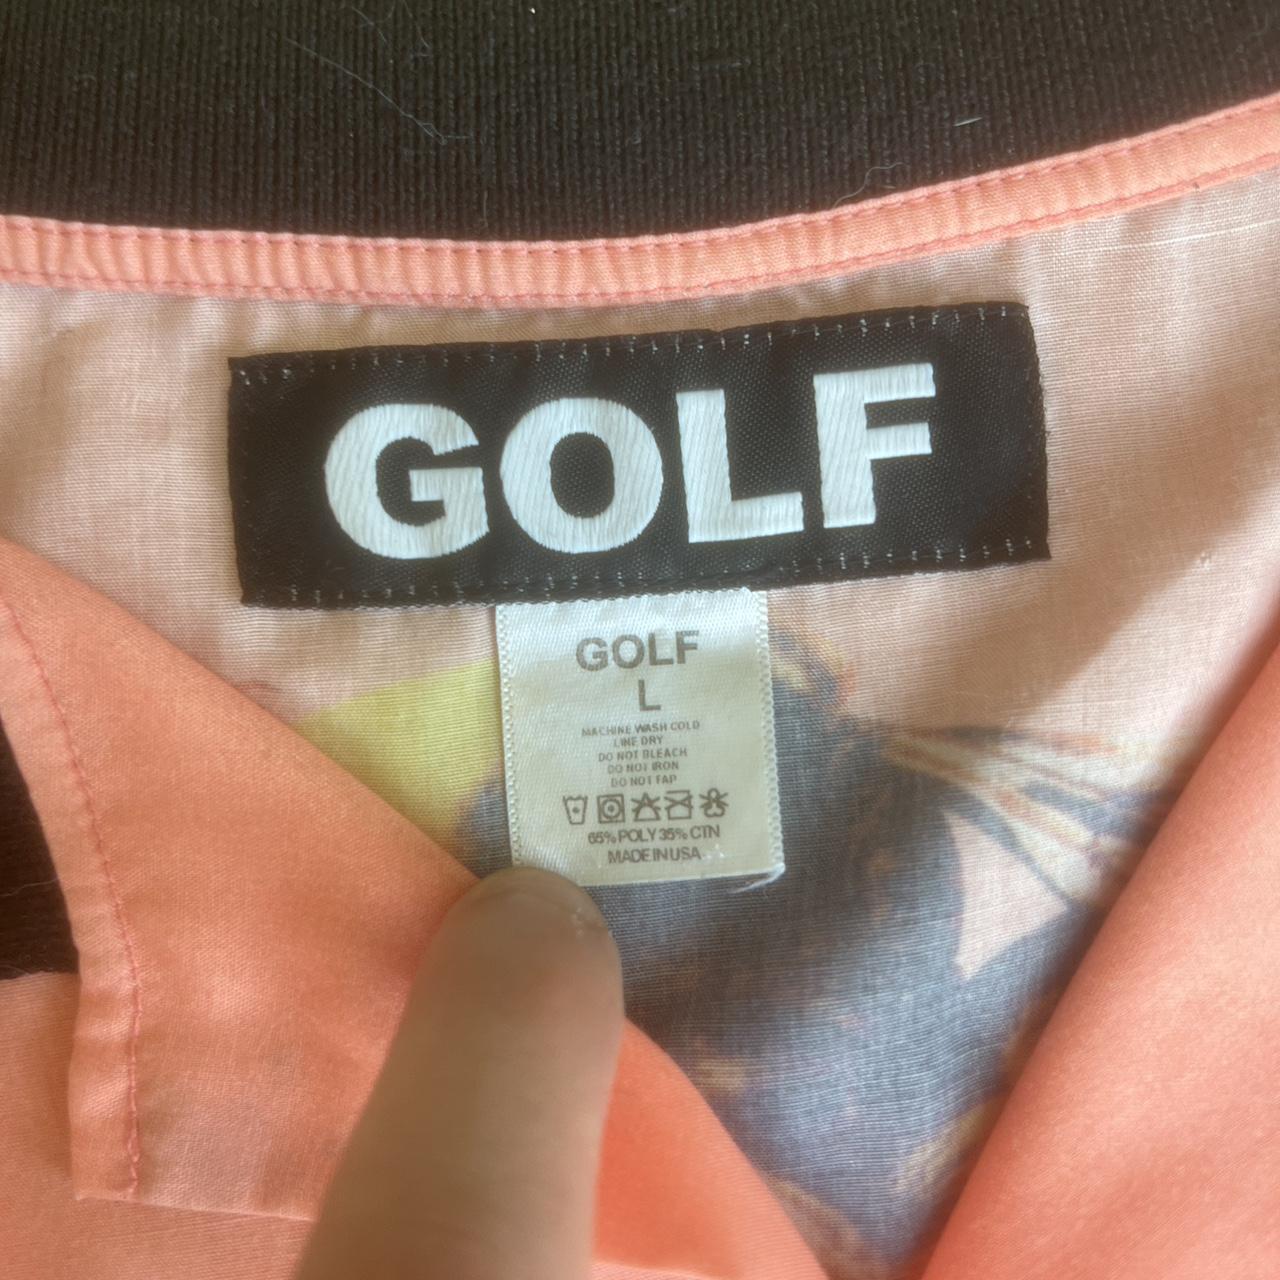 GOLF
GOLF
L
MACHINE WASH COLD
LINE DRY
DO NOT BLEACH
DO NOT IRON
DO NOT FAP
65% POLY 35% CTN
MADE IN USA